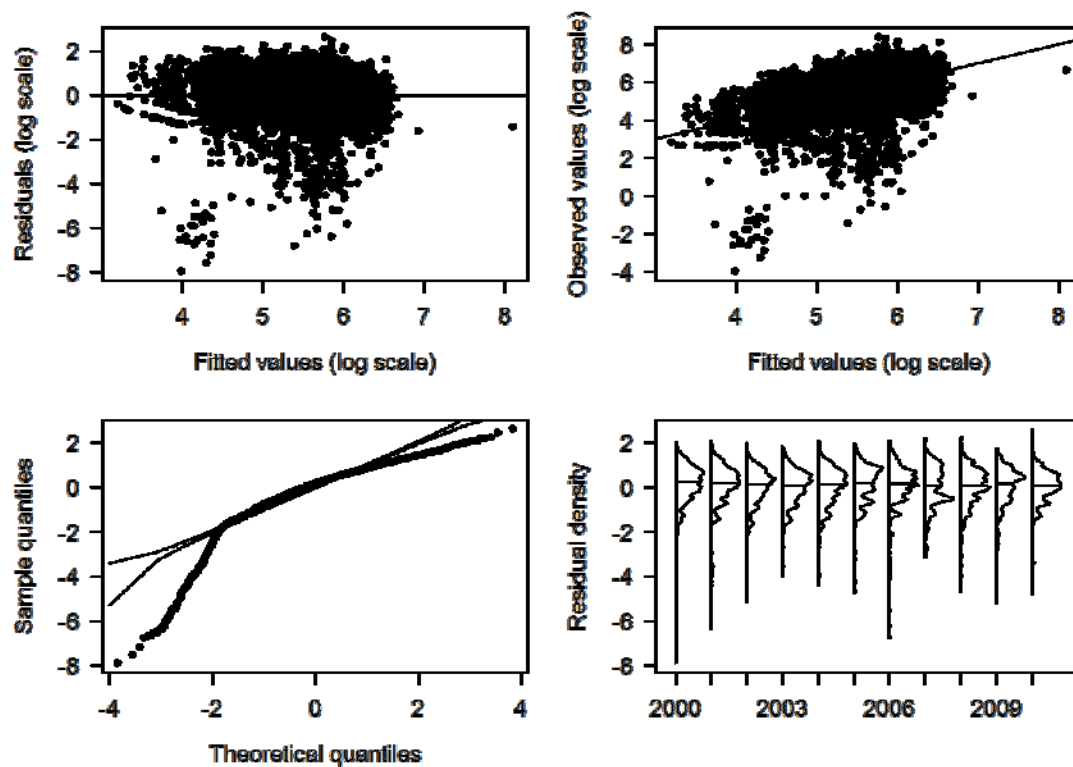 Residuals (log scale)
2
0
-2
-4
-6
-8
4 5 6 7 8
Fitted values (log scale)
Observed values (log scale)
8
6
4
2
0
-2
-4
4 5 6 7 8
Fitted values (log scale)
Sample quantiles
2
0
-2
-4
-6
-8
-4 -2 0 2 4
Theoretical quantiles
Residual density
2
0
-2
-4
-6
-8
2000 2003 2006 2009